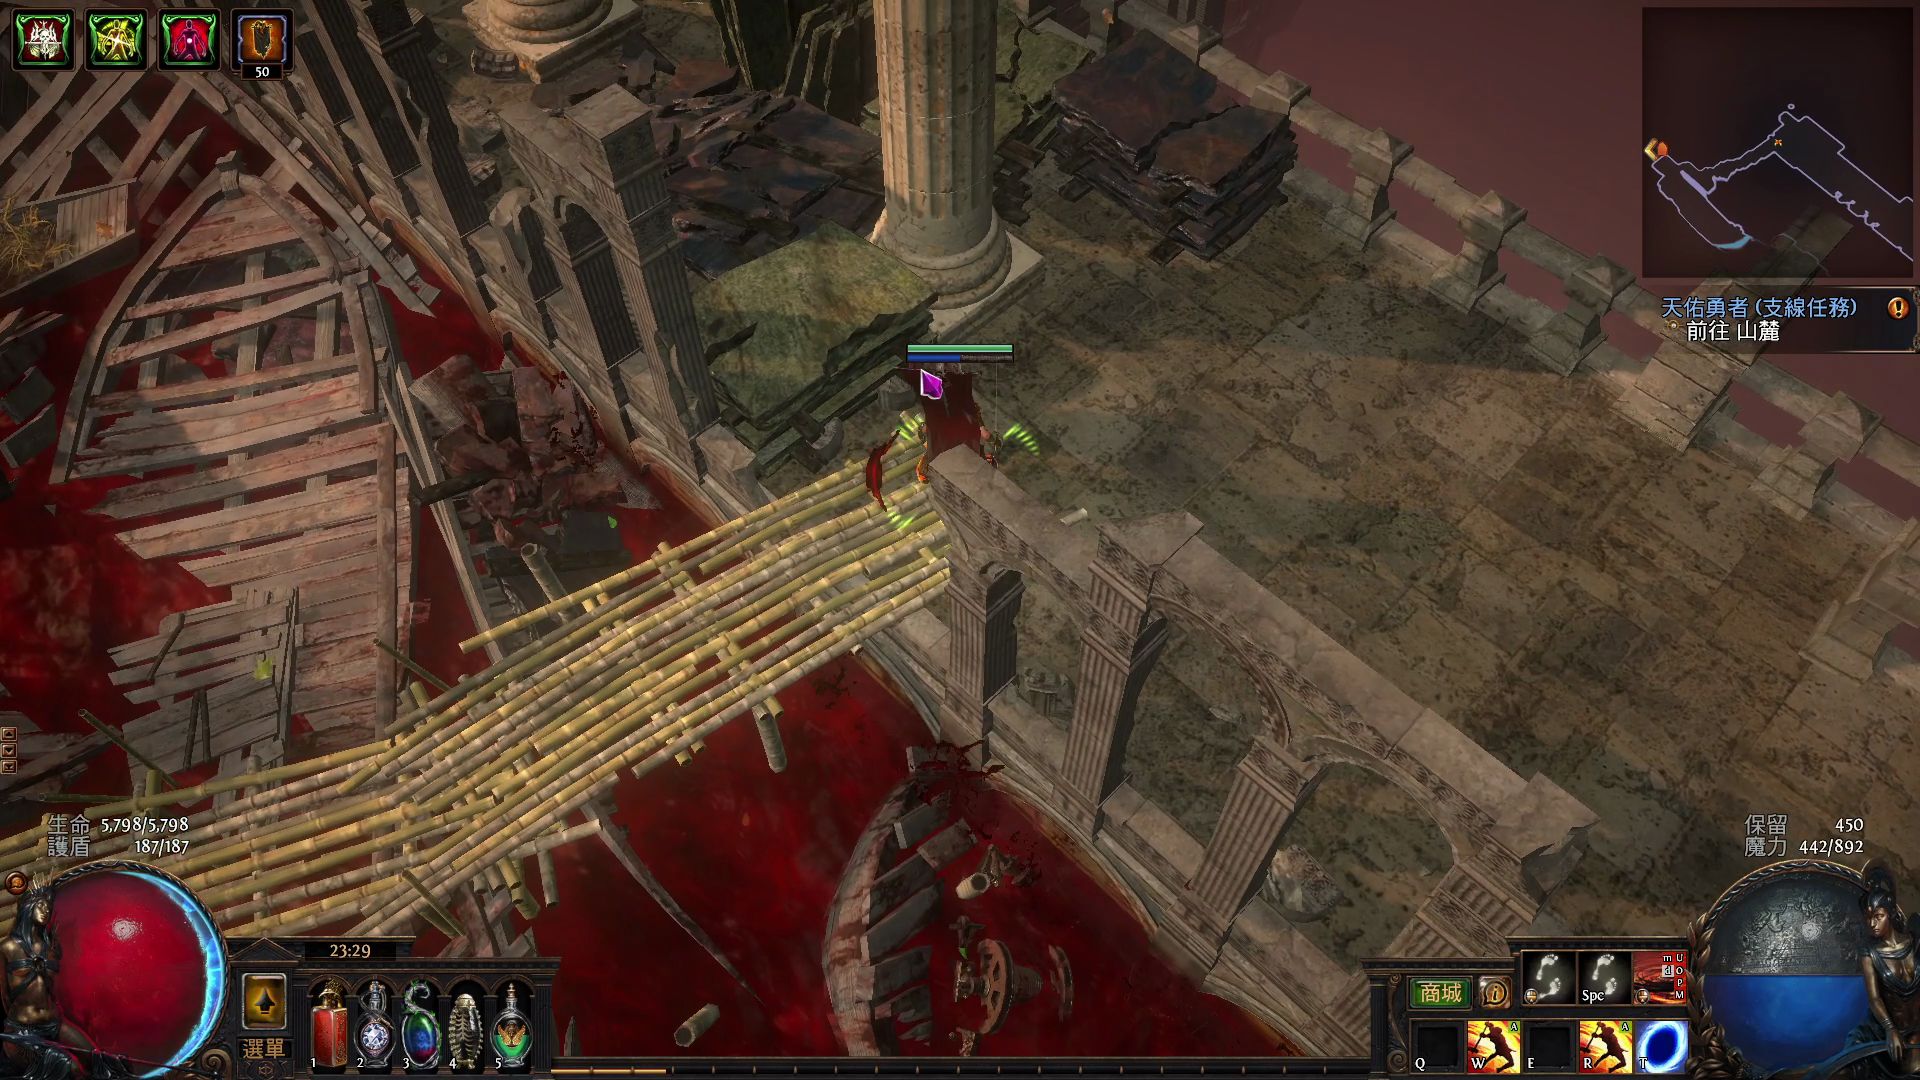 50
天佑勇者 (支線任務)
前往 山麓
生命 5,798/5,798
護盾 187/187
保留 450
魔力 442/892
23:29
選單
1
2
3
4
5
商城
Spc
m U
d O
P
M
Q
W
A
E
R
A
T